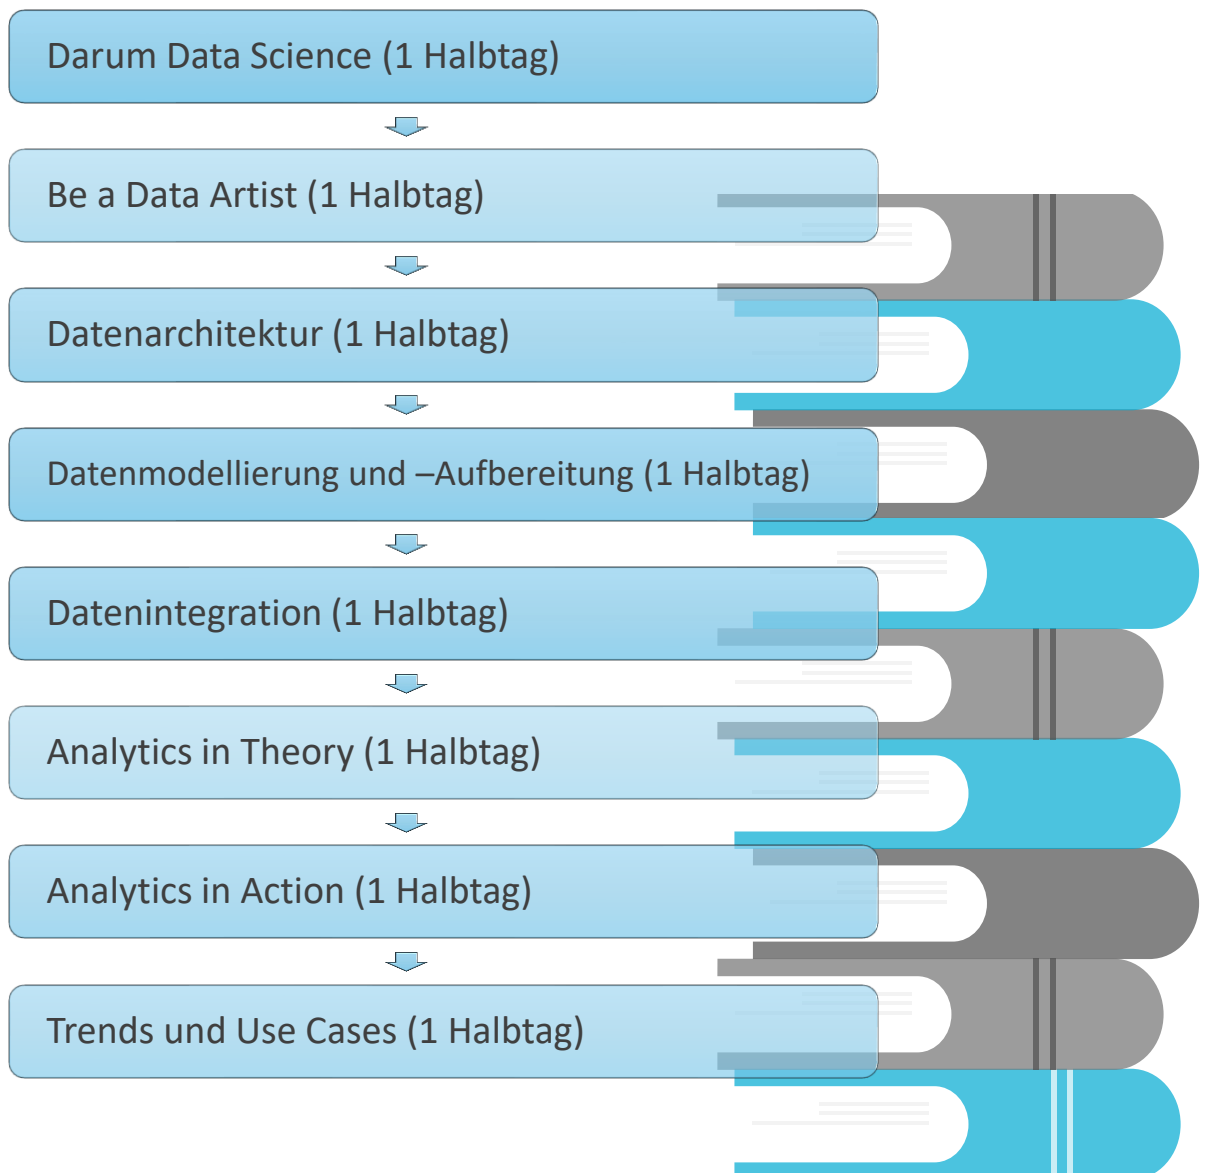 Darum Data Science (1 Halbtag)
Be a Data Artist (1 Halbtag)
Datenarchitektur (1 Halbtag)
Datenmodellierung und –Aufbereitung (1 Halbtag)
Datenintegration (1 Halbtag)
Analytics in Theory (1 Halbtag)
Analytics in Action (1 Halbtag)
Trends und Use Cases (1 Halbtag)